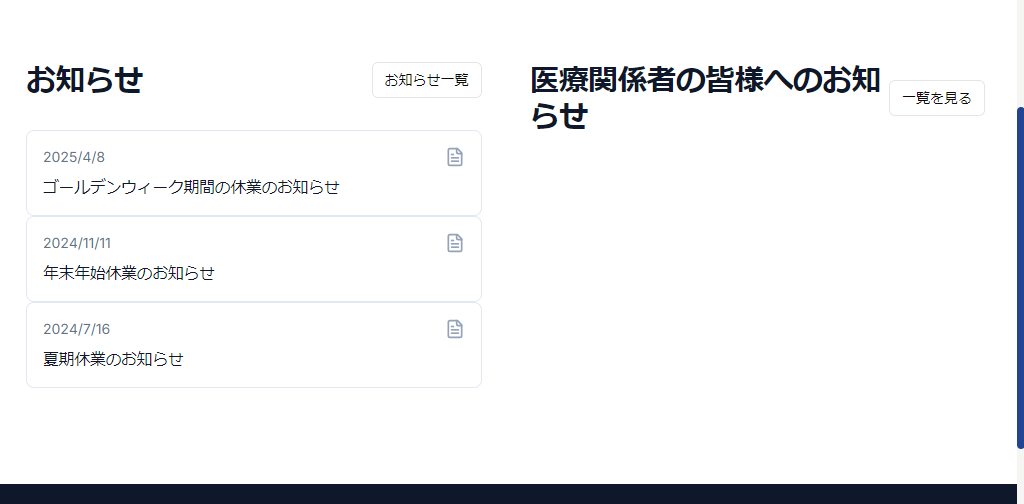 お知らせ
お知らせ一覧
2025/4/8
ゴールデンウィーク期間の休業のお知らせ
2024/11/11
年末年始休業のお知らせ
2024/7/16
夏期休業のお知らせ
医療関係者の皆様へのお知
らせ
一覧を見る